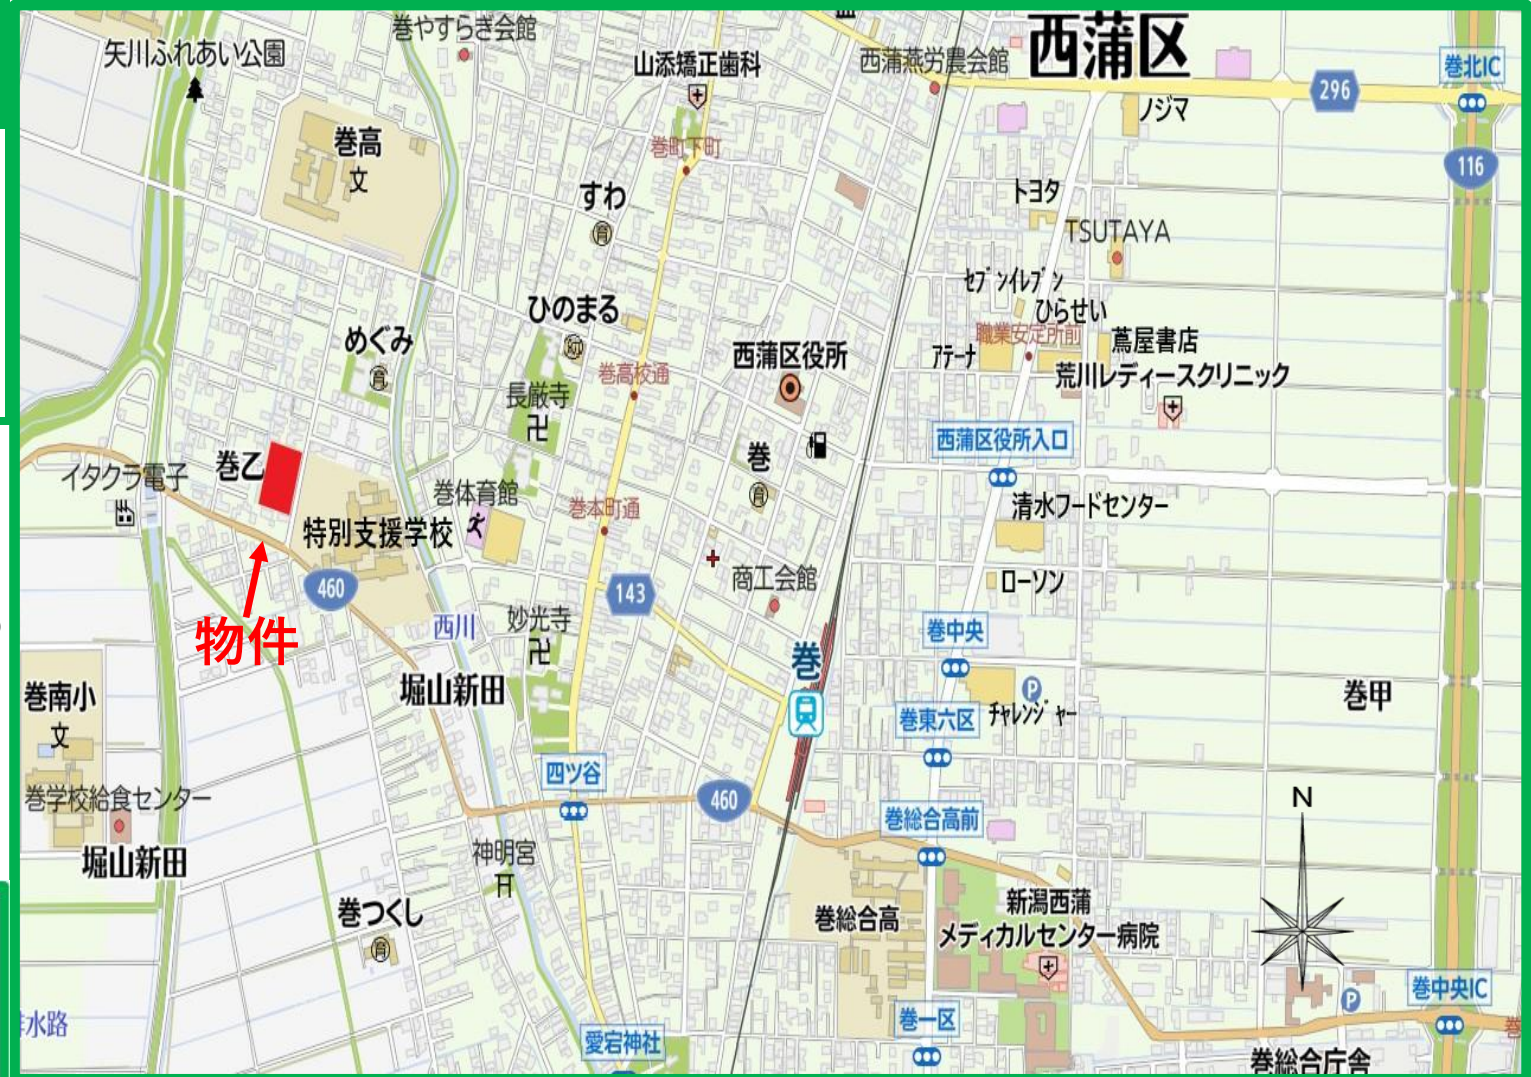 巻やすらぎ会館
西蒲区
矢川ふれあい公園
山添矯正歯科
西蒲燕労農会館
巻北IC
296
ノジマ
巻高
文
巻町下町
116
すわ
育
トヨタ
TSUTAYA
セブンイレブン
ひらせい
ひのまる
幼
職業安定所前
めぐみ
育
西蒲区役所
アテーナ
蔦屋書店
巻高校通
荒川レディースクリニック
長厳寺
卍
西蒲区役所入口
巻乙
イタクラ電子
巻
育
巻体育館
巻本町通
清水フードセンター
特別支援学校
460
商工会館
143
ローソン
物件
西川
妙光寺
卍
巻中央
巻
堀山新田
巻南小
文
P
巻甲
巻東六区
チャレンジャー
四ツ谷
460
巻学校給食センター
N
巻総合高前
堀山新田
神明宮
巻つくし
育
巻総合高
新潟西蒲
メディカルセンター病院
巻中央IC
P
水路
巻一区
愛宕神社
巻総合庁舎
巻